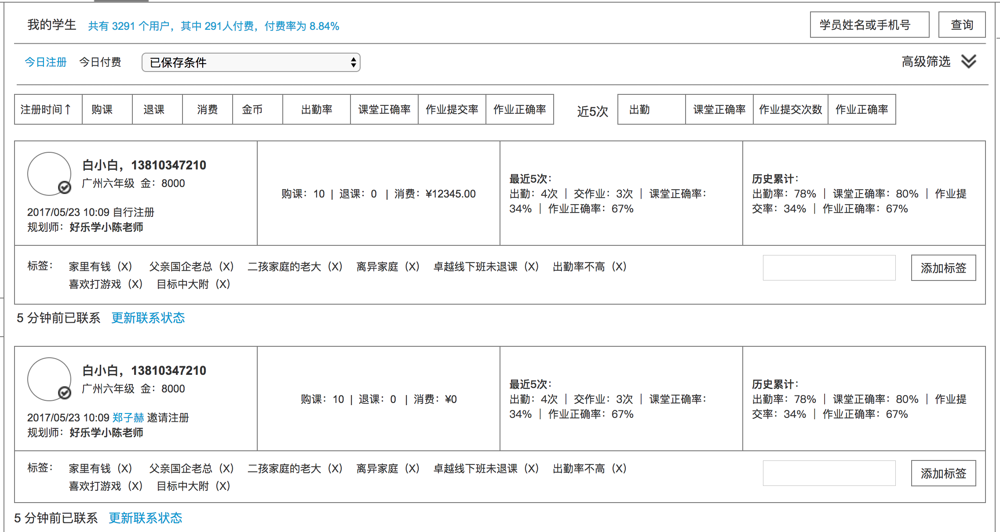 我的学生 共有 3291 个用户，其中 291人付费，付费率为 8.84% 学员姓名或手机号 查询
今日注册 今日付费 已保存条件 高级筛选
注册时间↑ 购课 退课 消费 金币 出勤率 课堂正确率 作业提交率 作业正确率 近5次 出勤 课堂正确率 作业提交次数 作业正确率
白小白，13810347210
广州六年级 金：8000
2017/05/23 10:09 自行注册
规划师：好乐学小陈老师
购课：10 | 退课：0 | 消费：¥12345.00
最近5次：
出勤：4次 | 交作业：3次 | 课堂正确率：
34% | 作业正确率：67%
历史累计：
出勤率：78% | 课堂正确率：80% | 作业提
交率：34% | 作业正确率：67%
标签： 家里有钱（X） 父亲国企老总（X） 二孩家庭的老大（X） 离异家庭（X） 卓越线下班未退课（X） 出勤率不高（X） 添加标签
喜欢打游戏（X） 目标中大附（X）
5 分钟前已联系 更新联系状态
白小白，13810347210
广州六年级 金：8000
2017/05/23 10:09 郑子赫 邀请注册
规划师：好乐学小陈老师
购课：10 | 退课：0 | 消费：¥0
最近5次：
出勤：4次 | 交作业：3次 | 课堂正确率：
34% | 作业正确率：67%
历史累计：
出勤率：78% | 课堂正确率：80% | 作业提
交率：34% | 作业正确率：67%
标签： 家里有钱（X） 父亲国企老总（X） 二孩家庭的老大（X） 离异家庭（X） 卓越线下班未退课（X） 出勤率不高（X） 添加标签
喜欢打游戏（X） 目标中大附（X）
5 分钟前已联系 更新联系状态